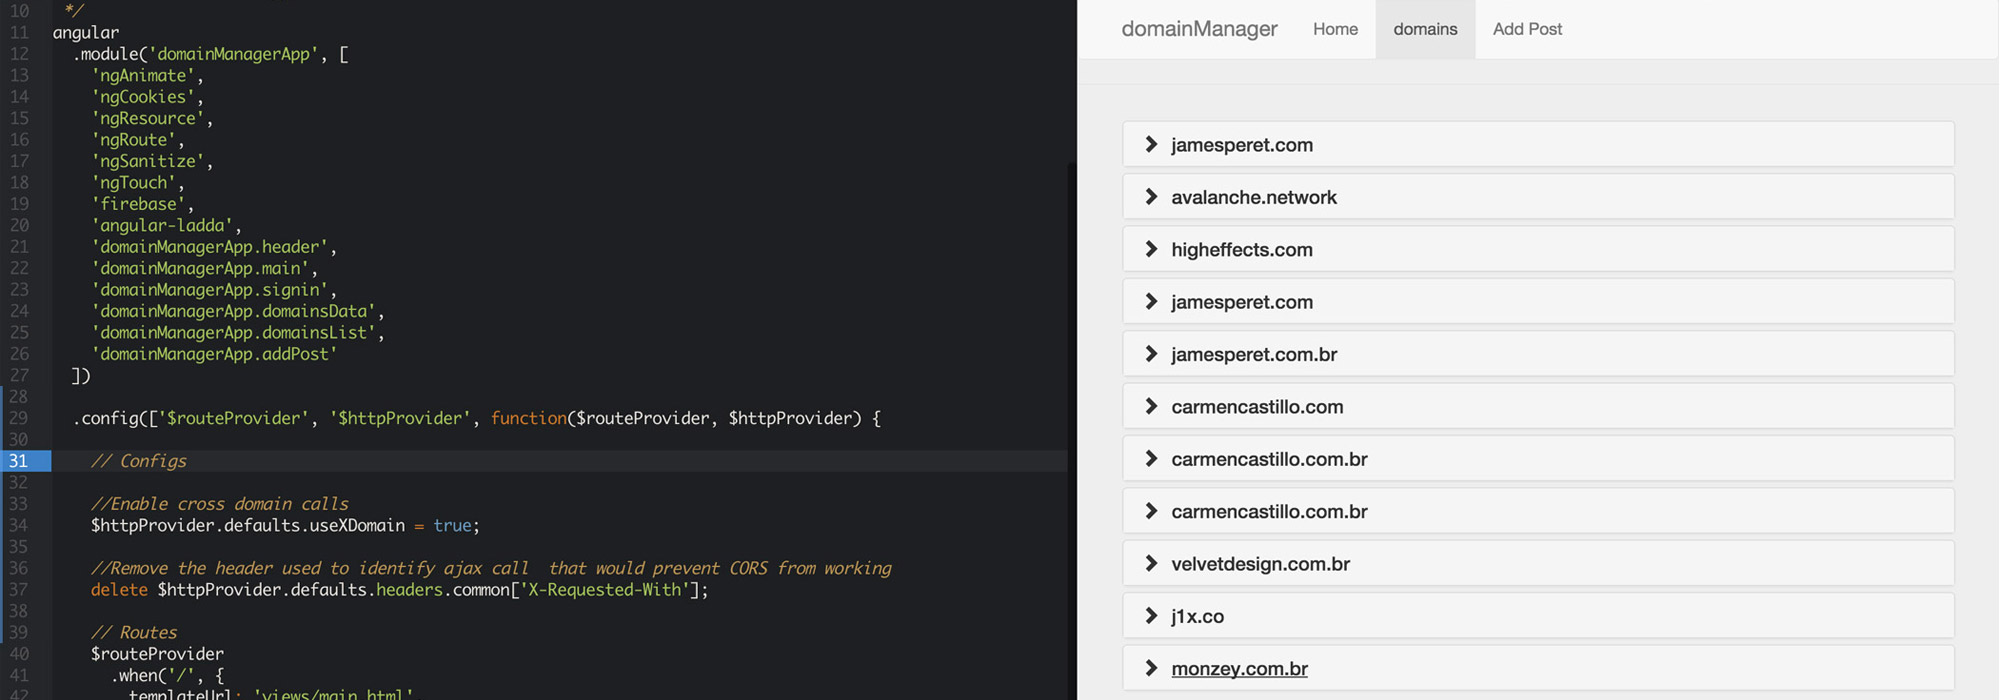 10 */
11 angular
12 .module('domainManagerApp', [
13 'ngAnimate',
14 'ngCookies',
15 'ngResource',
16 'ngRoute',
17 'ngSanitize',
18 'ngTouch',
19 'firebase',
20 'angular-ladda',
21 'domainManagerApp.header',
22 'domainManagerApp.main',
23 'domainManagerApp.signin',
24 'domainManagerApp.domainsData',
25 'domainManagerApp.domainsList',
26 'domainManagerApp.addPost'
27 ])
28
29 .config(['$routeProvider', '$httpProvider', function($routeProvider, $httpProvider) {
30
31 // Configs
32
33 //Enable cross domain calls
34 $httpProvider.defaults.useXDomain = true;
35
36 //Remove the header used to identify ajax call  that would prevent CORS from working
37 delete $httpProvider.defaults.headers.common['X-Requested-With'];
38
39 // Routes
40 $routeProvider
41 .when('/', {
42 templateUrl: 'views/main.html',
domainManager Home domains Add Post
jamesperet.com
avalanche.network
higheffects.com
jamesperet.com
jamesperet.com.br
carmencastillo.com
carmencastillo.com.br
carmencastillo.com.br
velvetdesign.com.br
j1x.co
monzey.com.br